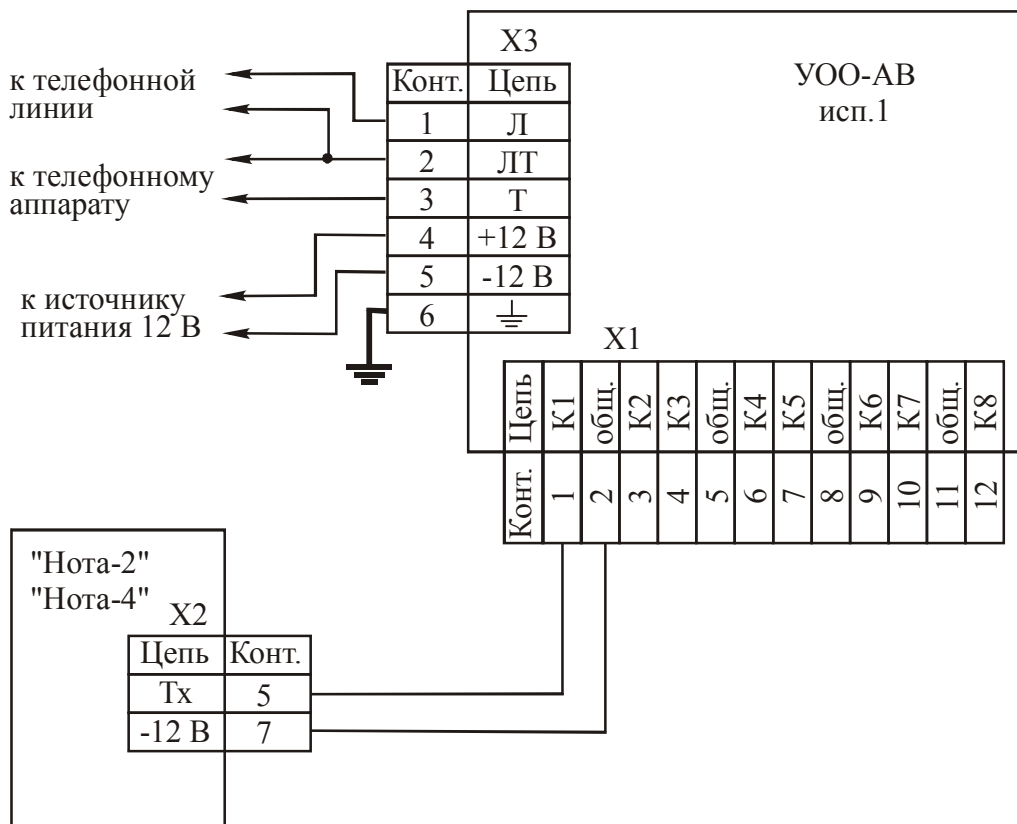 X3
Конт. Цепь
1 Л
2 ЛТ
3 Т
4 +12 В
5 -12 В
6
УОО-АВ
исп.1
к телефонной
линии
к телефонному
аппарату
к источнику
питания 12 В
X1
Цепь К1 общ. К2 К3 общ. К4 К5 общ. К6 К7 общ. К8
Конт. 1 2 3 4 5 6 7 8 9 10 11 12
"Нота-2"
"Нота-4"
X2
Цепь Конт.
Tx 5
-12 В 7